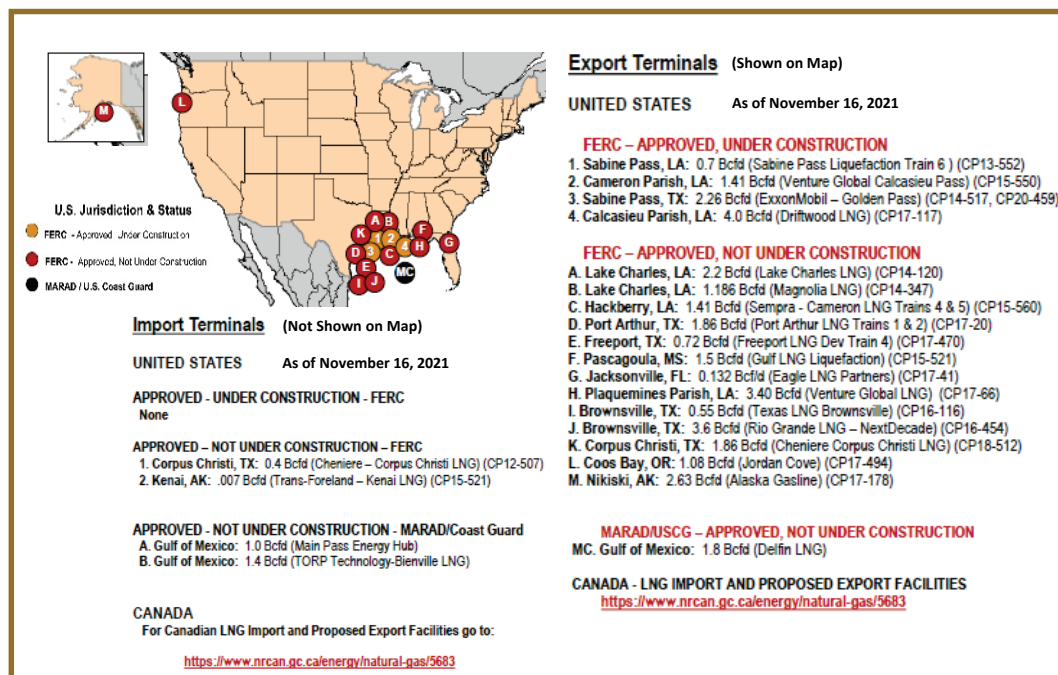 M
L
A
B
K
1
2
F
G
D
3
C
4
H
E
MC
I
J
U.S. Jurisdiction & Status
FERC - Approved Under Construction
FERC - Approved, Not Under Construction
MARAD / U.S. Coast Guard
Import Terminals (Not Shown on Map)
UNITED STATES As of November 16, 2021
APPROVED - UNDER CONSTRUCTION - FERC
None
APPROVED – NOT UNDER CONSTRUCTION – FERC
1. Corpus Christi, TX: 0.4 Bcfd (Cheniere – Corpus Christi LNG) (CP12-507)
2. Kenai, AK: .007 Bcfd (Trans-Foreland – Kenai LNG) (CP15-521)
APPROVED - NOT UNDER CONSTRUCTION - MARAD/Coast Guard
A. Gulf of Mexico: 1.0 Bcfd (Main Pass Energy Hub)
B. Gulf of Mexico: 1.4 Bcfd (TORP Technology-Bienville LNG)
CANADA
For Canadian LNG Import and Proposed Export Facilities go to:
https://www.nrcan.gc.ca/energy/natural-gas/5683
Export Terminals (Shown on Map)
UNITED STATES As of November 16, 2021
FERC – APPROVED, UNDER CONSTRUCTION
1. Sabine Pass, LA: 0.7 Bcfd (Sabine Pass Liquefaction Train 6 ) (CP13-552)
2. Cameron Parish, LA: 1.41 Bcfd (Venture Global Calcasieu Pass) (CP15-550)
3. Sabine Pass, TX: 2.26 Bcfd (ExxonMobil – Golden Pass) (CP14-517, CP20-459)
4. Calcasieu Parish, LA: 4.0 Bcfd (Driftwood LNG) (CP17-117)
FERC – APPROVED, NOT UNDER CONSTRUCTION
A. Lake Charles, LA: 2.2 Bcfd (Lake Charles LNG) (CP14-120)
B. Lake Charles, LA: 1.186 Bcfd (Magnolia LNG) (CP14-347)
C. Hackberry, LA: 1.41 Bcfd (Sempra - Cameron LNG Trains 4 & 5) (CP15-560)
D. Port Arthur, TX: 1.86 Bcfd (Port Arthur LNG Trains 1 & 2) (CP17-20)
E. Freeport, TX: 0.72 Bcfd (Freeport LNG Dev Train 4) (CP17-470)
F. Pascagoula, MS: 1.5 Bcfd (Gulf LNG Liquefaction) (CP15-521)
G. Jacksonville, FL: 0.132 Bcf/d (Eagle LNG Partners) (CP17-41)
H. Plaquemines Parish, LA: 3.40 Bcfd (Venture Global LNG) (CP17-66)
I. Brownsville, TX: 0.55 Bcfd (Texas LNG Brownsville) (CP16-116)
J. Brownsville, TX: 3.6 Bcfd (Rio Grande LNG – NextDecade) (CP16-454)
K. Corpus Christi, TX: 1.86 Bcfd (Cheniere Corpus Christi LNG) (CP18-512)
L. Coos Bay, OR: 1.08 Bcfd (Jordan Cove) (CP17-494)
M. Nikiski, AK: 2.63 Bcfd (Alaska Gasline) (CP17-178)
MARAD/USCG – APPROVED, NOT UNDER CONSTRUCTION
MC. Gulf of Mexico: 1.8 Bcfd (Delfin LNG)
CANADA - LNG IMPORT AND PROPOSED EXPORT FACILITIES
https://www.nrcan.gc.ca/energy/natural-gas/5683